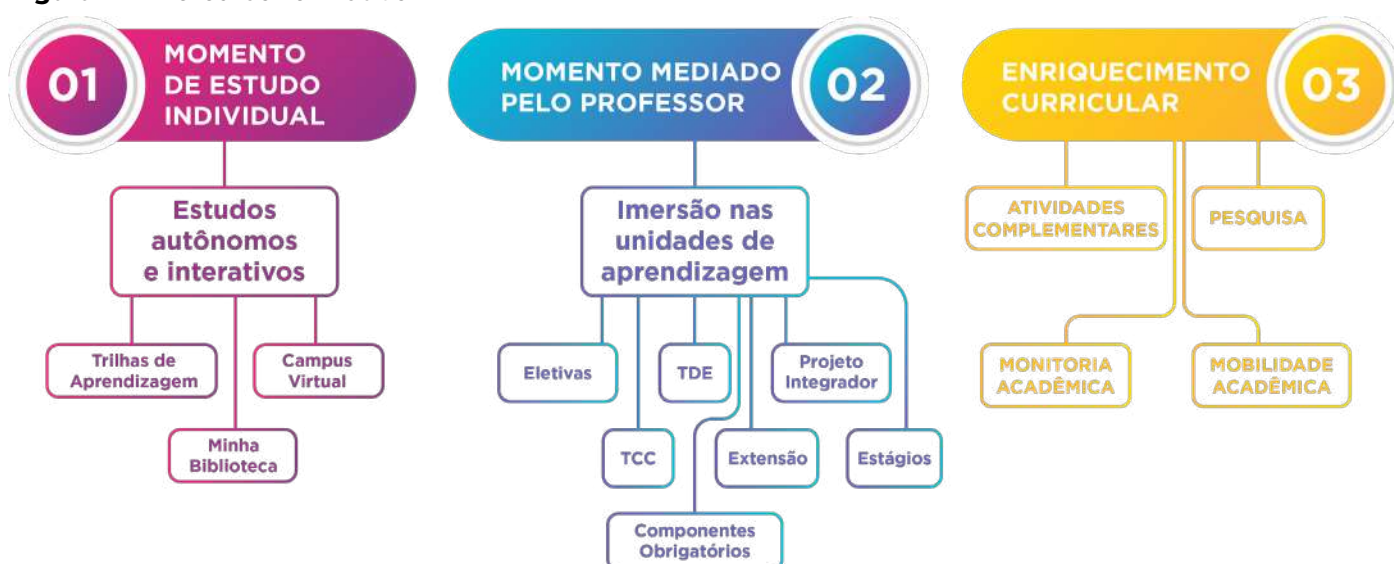 01
MOMENTO
DE ESTUDO
INDIVIDUAL
Estudos
autônomos
e interativos
Trilhas de
Aprendizagem
Campus
Virtual
Minha
Biblioteca
MOMENTO MEDIADO
PELO PROFESSOR
02
Imersão nas
unidades de
aprendizagem
Eletivas
TDE
Projeto
Integrador
TCC
Extensão
Estágios
Componentes
Obrigatórios
ENRIQUECIMENTO
CURRICULAR
03
ATIVIDADES
COMPLEMENTARES
PESQUISA
MONITORIA
ACADÊMICA
MOBILIDADE
ACADÊMICA